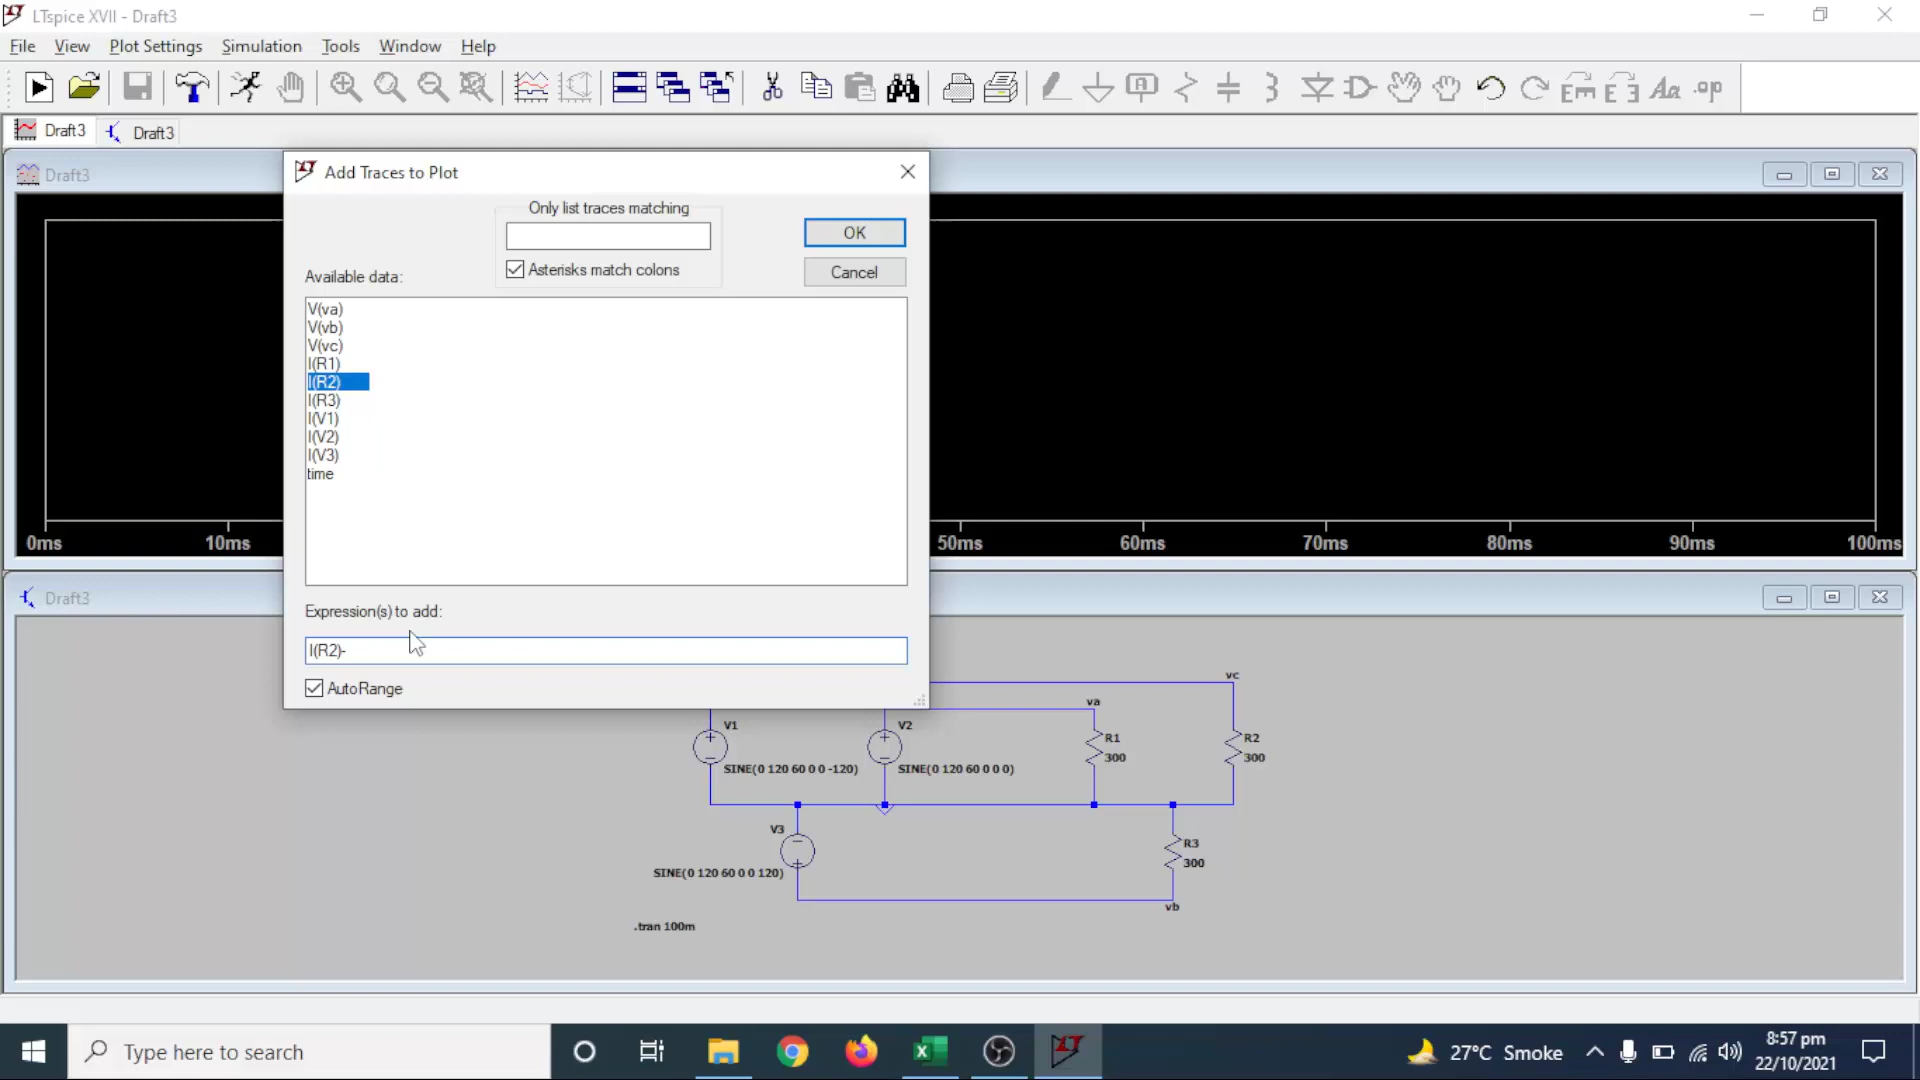 LTspice XVII - Draft3
File View Plot Settings Simulation Tools Window Help
Aa .op
Draft3 Draft3
Draft3
Add Traces to Plot
Only list traces matching
Asterisks match colons
OK
Cancel
Available data:
V(va)
V(vb)
V(vc)
I(R1)
I(R2)
I(R3)
I(V1)
I(V2)
I(V3)
time
0ms 10ms 50ms 60ms 70ms 80ms 90ms 100ms
Expression(s) to add:
I(R2)-
AutoRange
Draft3
vc
va
V1
V2
R1
300
R2
300
SINE(0 120 60 0 0 -120)
SINE(0 120 60 0 0 0)
V3
SINE(0 120 60 0 0 120)
R3
300
vb
.tran 100m
Type here to search
27°C Smoke
8:57 pm
22/10/2021